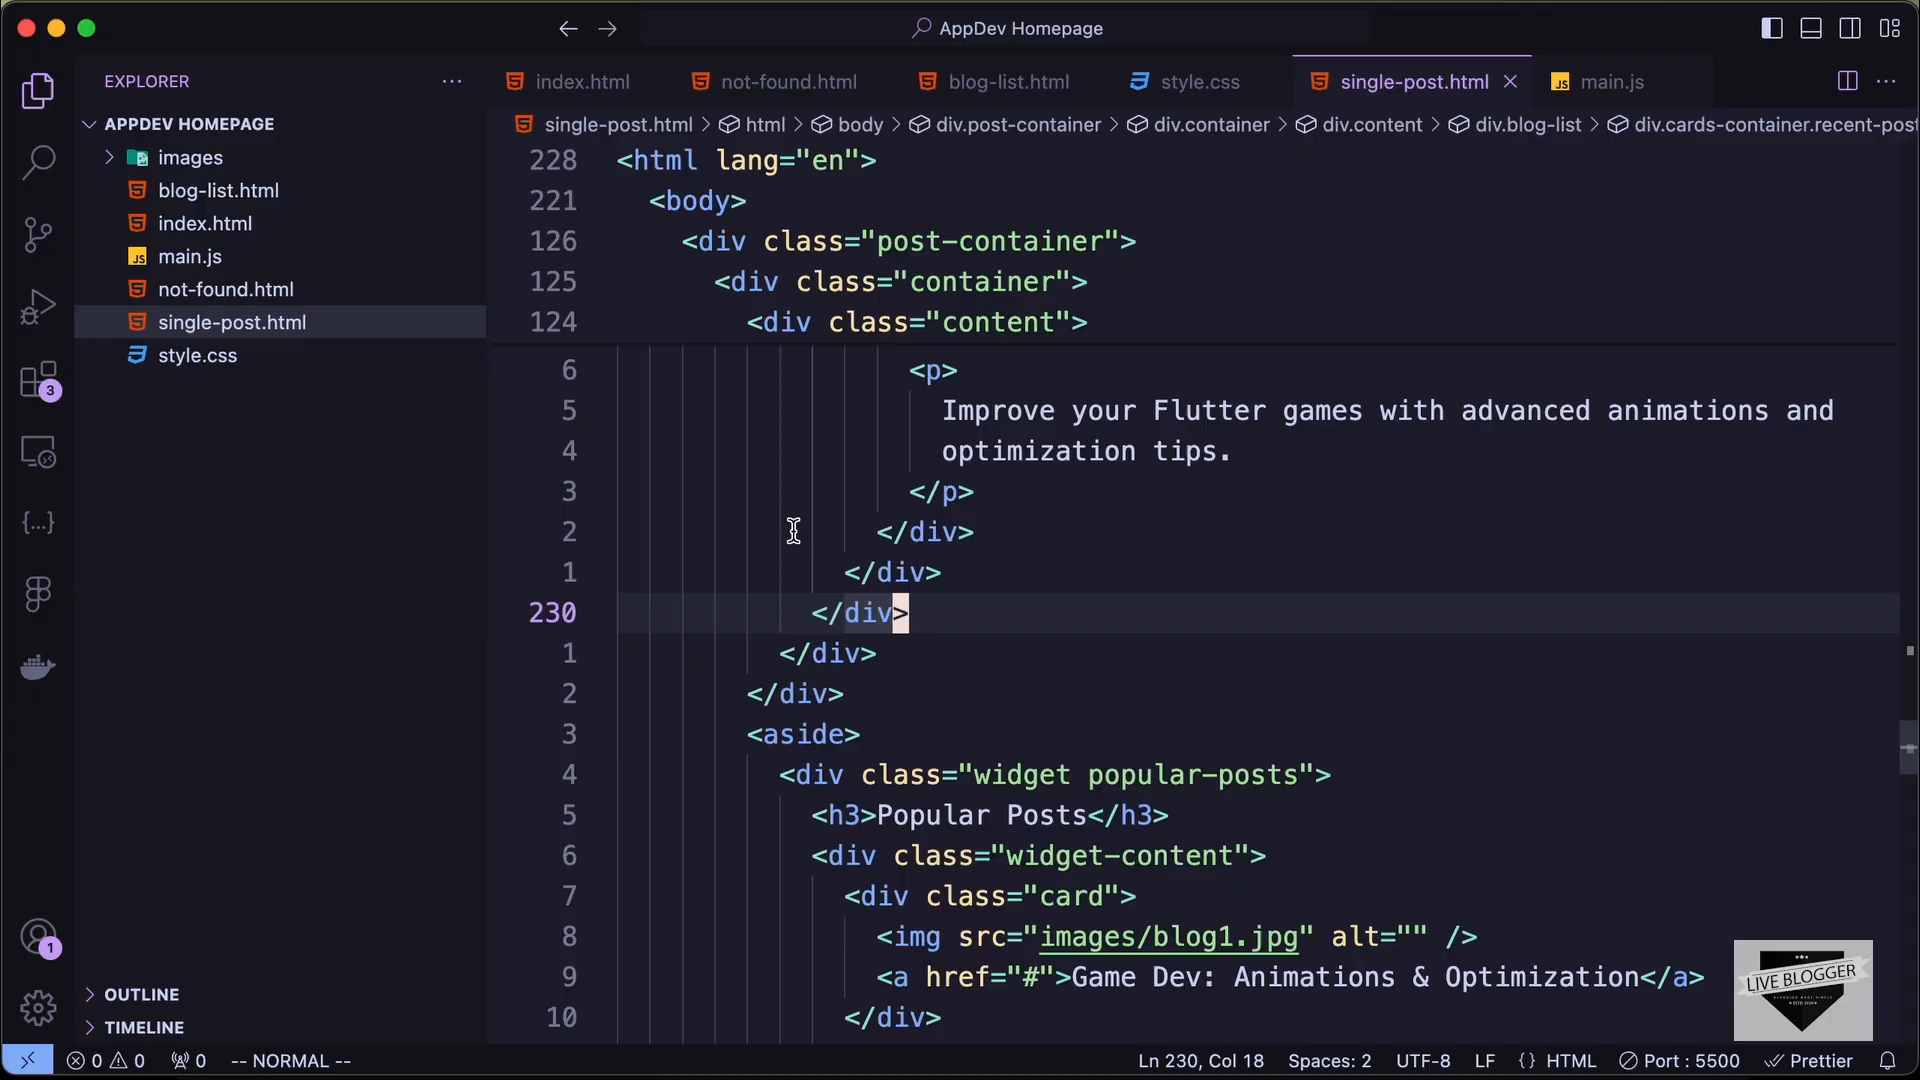 AppDev Homepage
EXPLORER
index.html
not-found.html
blog-list.html
style.css
single-post.html
JS main.js
APPDEV HOMEPAGE
single-post.html > html > body > div.post-container > div.container > div.content > div.blog-list > div.cards-container.recent-post
images
blog-list.html
index.html
JS main.js
not-found.html
single-post.html
style.css
228 <html lang="en">
221 <body>
126 <div class="post-container">
125 <div class="container">
124 <div class="content">
6 <p>
5 Improve your Flutter games with advanced animations and
4 optimization tips.
3 </p>
2 </div>
1 </div>
230 </div>
1 </div>
2 </div>
3 <aside>
4 <div class="widget popular-posts">
5 <h3>Popular Posts</h3>
6 <div class="widget-content">
7 <div class="card">
8 <img src="images/blog1.jpg" alt="" />
9 <a href="#">Game Dev: Animations & Optimization</a>
10 </div>
3
1
OUTLINE
TIMELINE
LIVE BLOGGER
0 0 0 -- NORMAL --
Ln 230, Col 18 Spaces: 2 UTF-8 LF {} HTML Port : 5500 Prettier